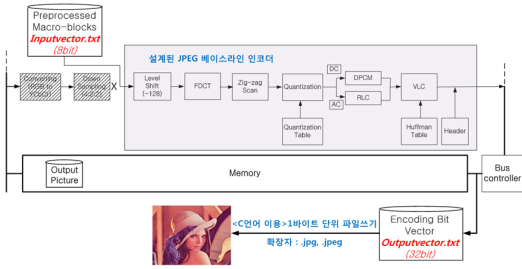 Preprocessed
Macro-blocks
Inputvector.txt
(8bit)
설계된 JPEG 베이스라인 인코더
Converting
(RGB to
YCbCr)
Down
Sampling
(4:2:2)
X
Level
Shift
(-128)
FDCT
Zig-zag
Scan
Quantization
DC
AC
DPCM
RLC
VLC
Quantization
Table
Huffman
Table
Header
Output
Picture
Memory
Bus
controller
<C언어 이용>1바이트 단위 파일쓰기
확장자 : .jpg, .jpeg
Encoding Bit
Vector
Outputvector.txt
(32bit)